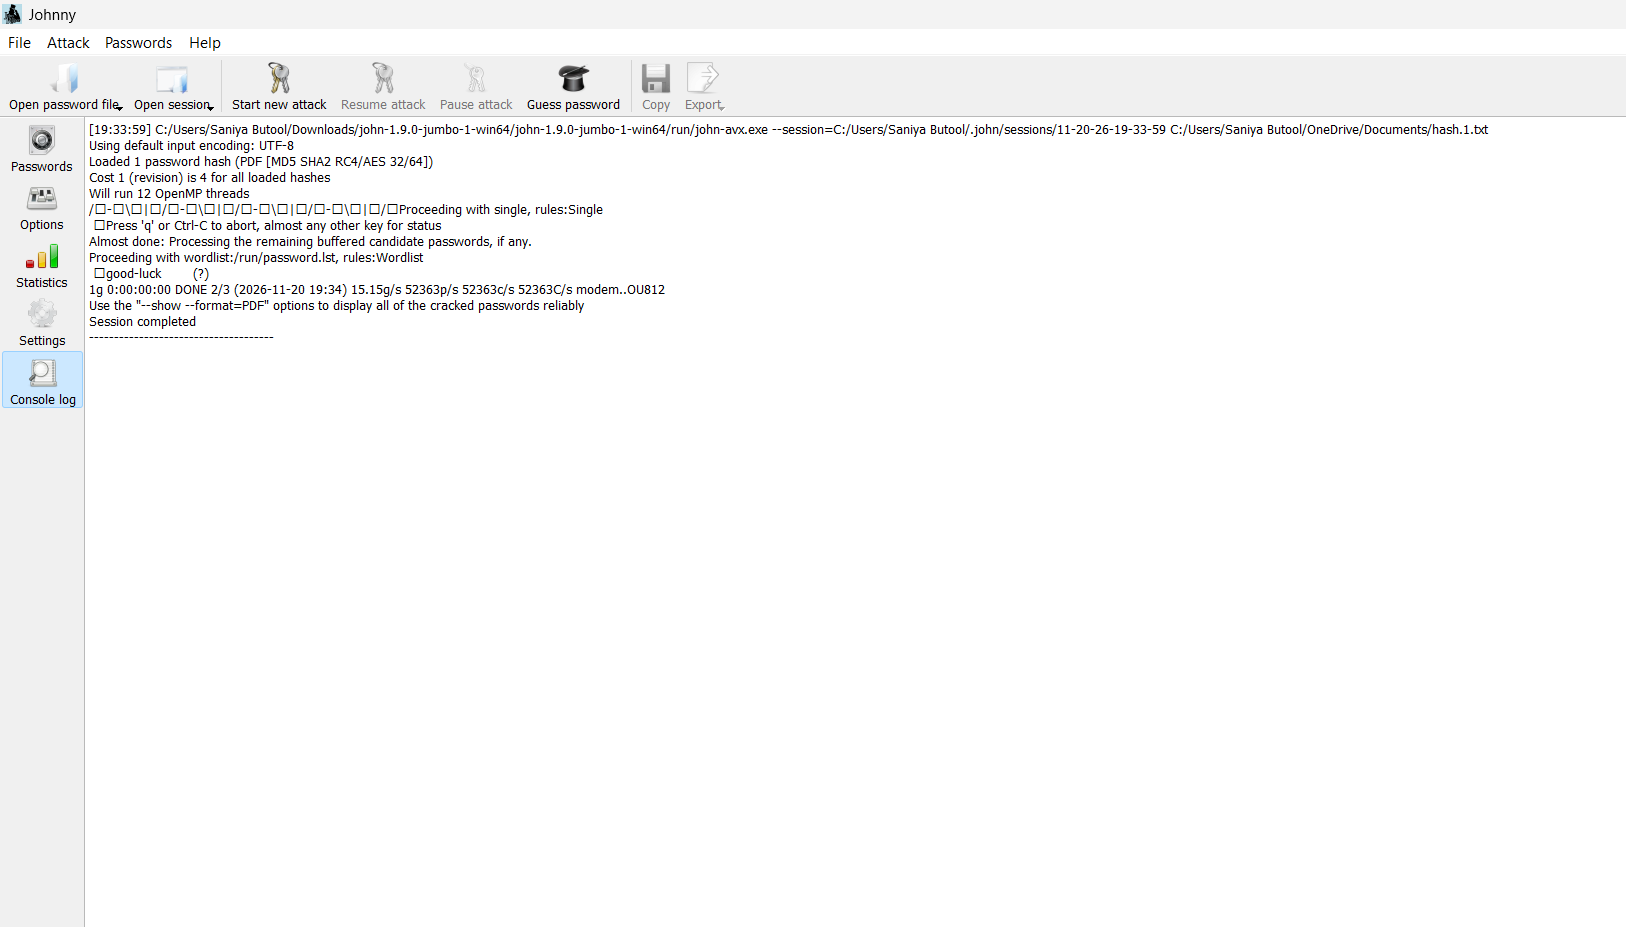 Johnny
File Attack Passwords Help
Open password file Open session Start new attack Resume attack Pause attack Guess password Copy Export
Passwords
Options
Statistics
Settings
Console log
[19:33:59] C:/Users/Saniya Butool/Downloads/john-1.9.0-jumbo-1-win64/john-1.9.0-jumbo-1-win64/run/john-avx.exe --session=C:/Users/Saniya Butool/.john/sessions/11-20-26-19-33-59 C:/Users/Saniya Butool/OneDrive/Documents/hash.1.txt
Using default input encoding: UTF-8
Loaded 1 password hash (PDF [MD5 SHA2 RC4/AES 32/64])
Cost 1 (revision) is 4 for all loaded hashes
Will run 12 OpenMP threads
/□-□\□|□/□-□\□|□/□-□\□|□/□-□\□|□/□Proceeding with single, rules:Single
□Press 'q' or Ctrl-C to abort, almost any other key for status
Almost done: Processing the remaining buffered candidate passwords, if any.
Proceeding with wordlist:/run/password.lst, rules:Wordlist
□good-luck (?)
1g 0:00:00:00 DONE 2/3 (2026-11-20 19:34) 15.15g/s 52363p/s 52363c/s 52363C/s modem..OU812
Use the "--show --format=PDF" options to display all of the cracked passwords reliably
Session completed
-------------------------------------